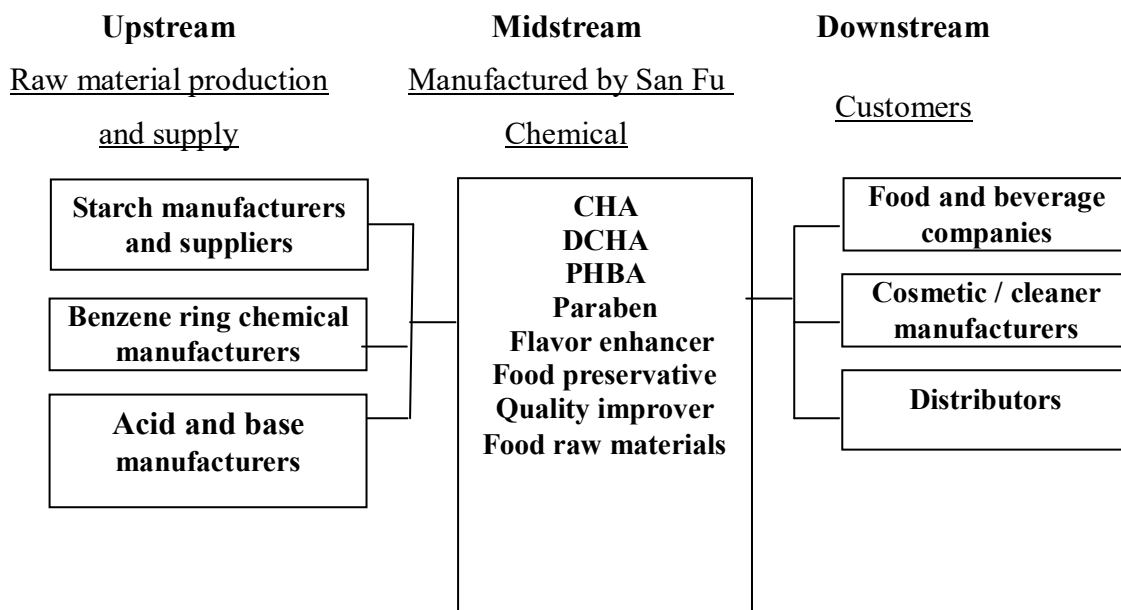 Upstream
Midstream
Downstream
Raw material production
and supply
Manufactured by San Fu
Chemical
Customers
Starch manufacturers
and suppliers
Benzene ring chemical
manufacturers
Acid and base
manufacturers
CHA
DCHA
PHBA
Paraben
Flavor enhancer
Food preservative
Quality improver
Food raw materials
Food and beverage
companies
Cosmetic / cleaner
manufacturers
Distributors